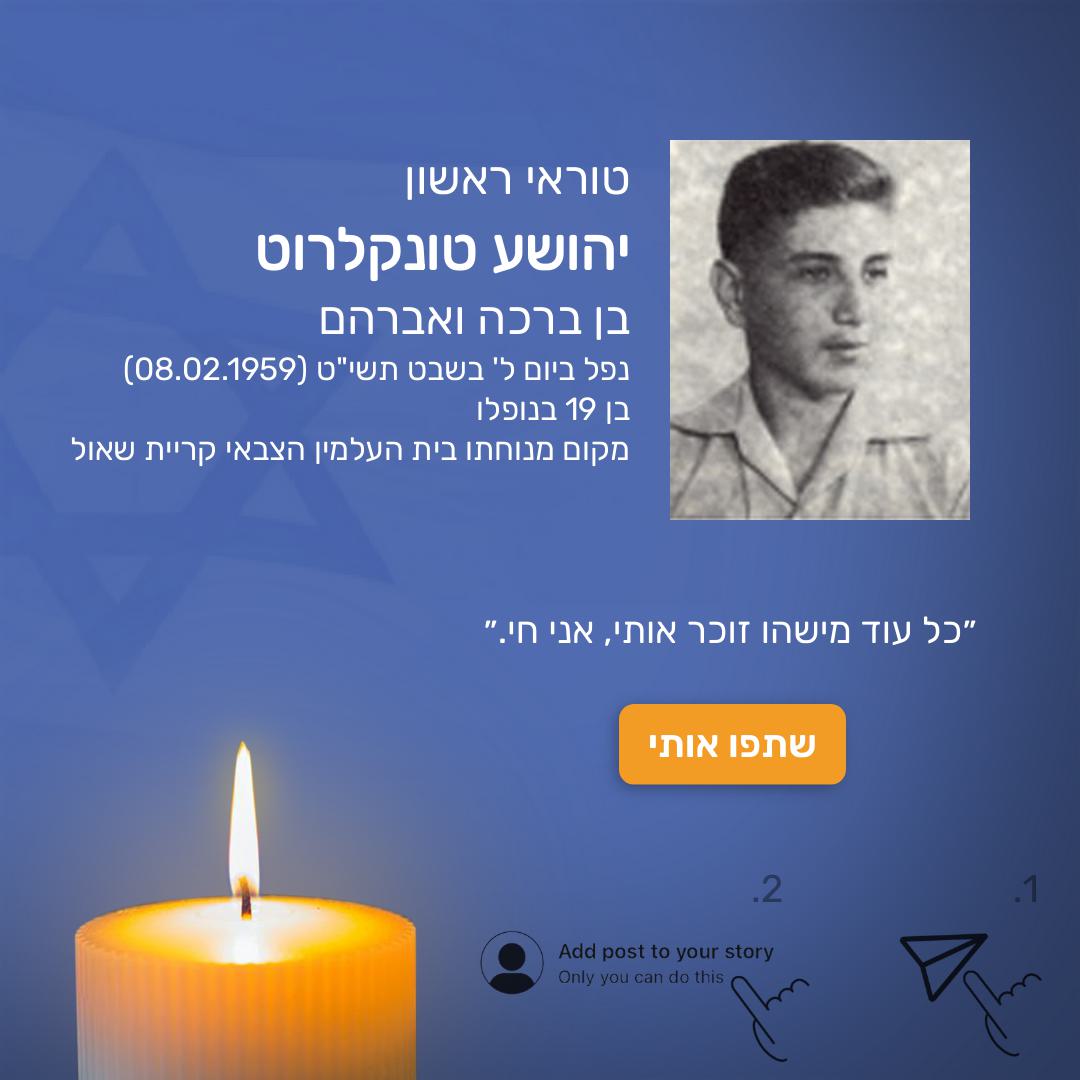 טוראי ראשון
יהושע טונקלרוט
בן ברכה ואברהם
נפל ביום ל' בשבט תשי"ט (08.02.1959)
בן 19 בנופלו
מקום מנוחתו בית העלמין הצבאי קריית שאול
״כל עוד מישהו זוכר אותי, אני חי.״
שתפו אותי
.1
.2
Add post to your story
Only you can do this